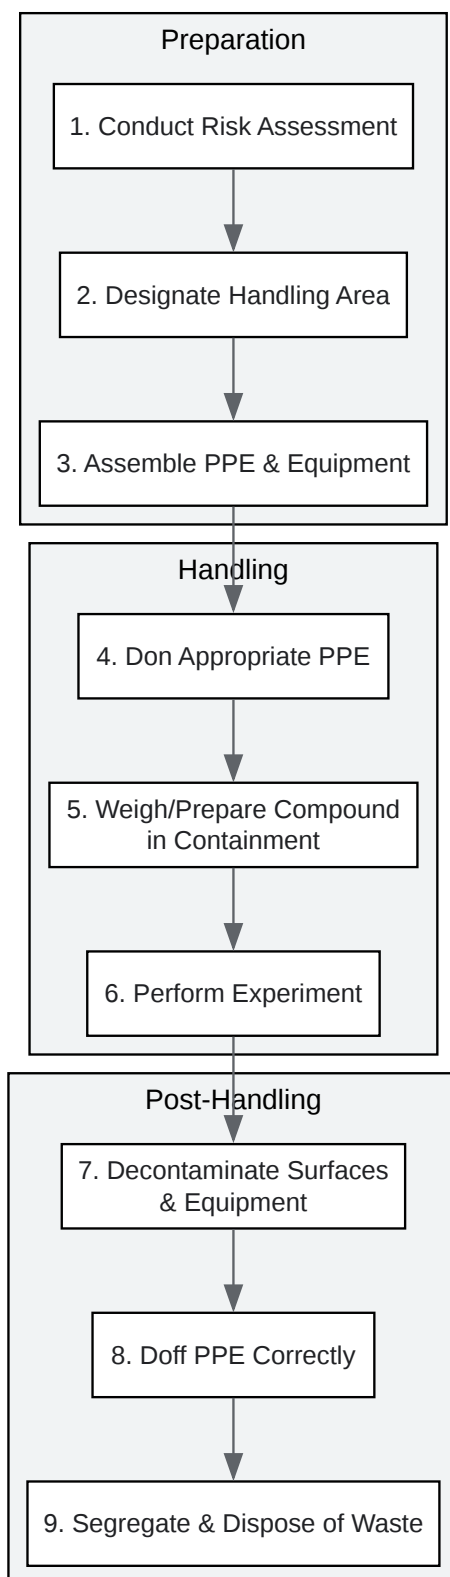 Preparation
1. Conduct Risk Assessment
2. Designate Handling Area
3. Assemble PPE & Equipment
Handling
4. Don Appropriate PPE
5. Weigh/Prepare Compound
in Containment
6. Perform Experiment
Post-Handling
7. Decontaminate Surfaces
& Equipment
8. Doff PPE Correctly
9. Segregate & Dispose of Waste